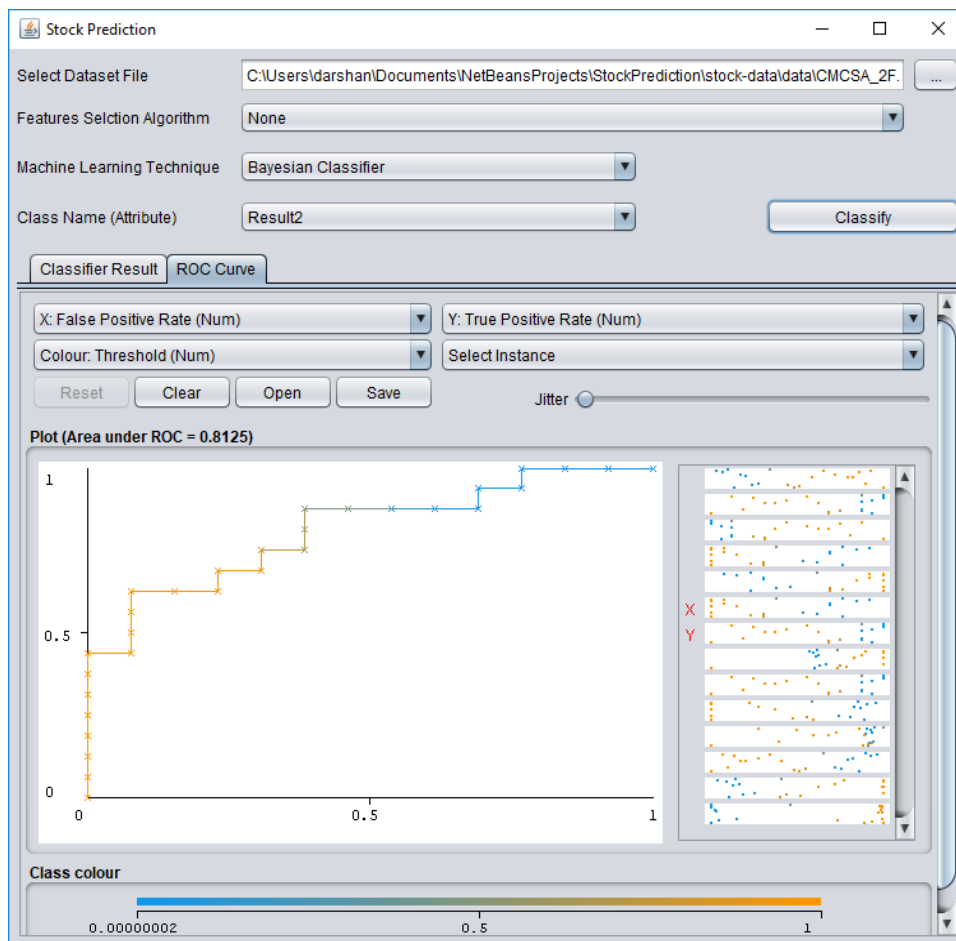 Stock Prediction
Select Dataset File C:\Users\darshan\Documents\NetBeansProjects\StockPrediction\stock-data\data\CMCSA_2F. ...
Features Selction Algorithm None
Machine Learning Technique Bayesian Classifier
Class Name (Attribute) Result2 Classify
Classifier Result ROC Curve
X: False Positive Rate (Num) Y: True Positive Rate (Num)
Colour: Threshold (Num) Select Instance
Reset Clear Open Save Jitter
Plot (Area under ROC = 0.8125)
1
X
0.5 Y
0
0 0.5 1
Class colour
0.00000002 0.5 1